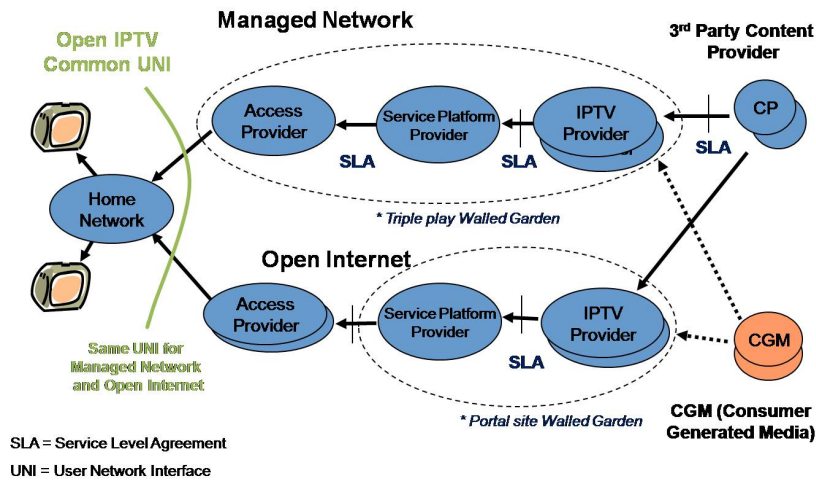 Managed Network
Open IPTV
Common UNI
3rd Party Content
Provider
Access
Provider
Service Platform
Provider
IPTV
Provider
CP
SLA
SLA
SLA
Home
Network
* Triple play Walled Garden
Open Internet
Access
Provider
Service Platform
Provider
IPTV
Provider
SLA
CGM
Same UNI for
Managed Network
and Open Internet
* Portal site Walled Garden
CGM (Consumer
Generated Media)
SLA = Service Level Agreement
UNI = User Network Interface